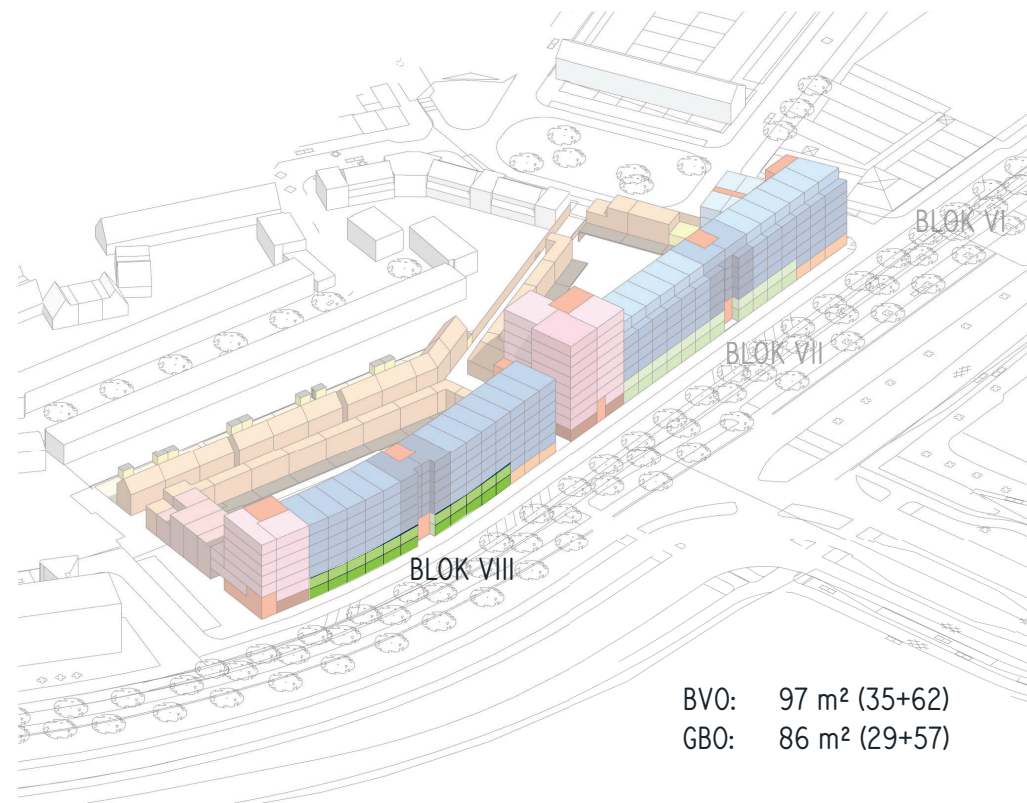 BLOK VI
BLOK VII
BLOK VIII
BVO: 97 m² (35+62)
GBO: 86 m² (29+57)